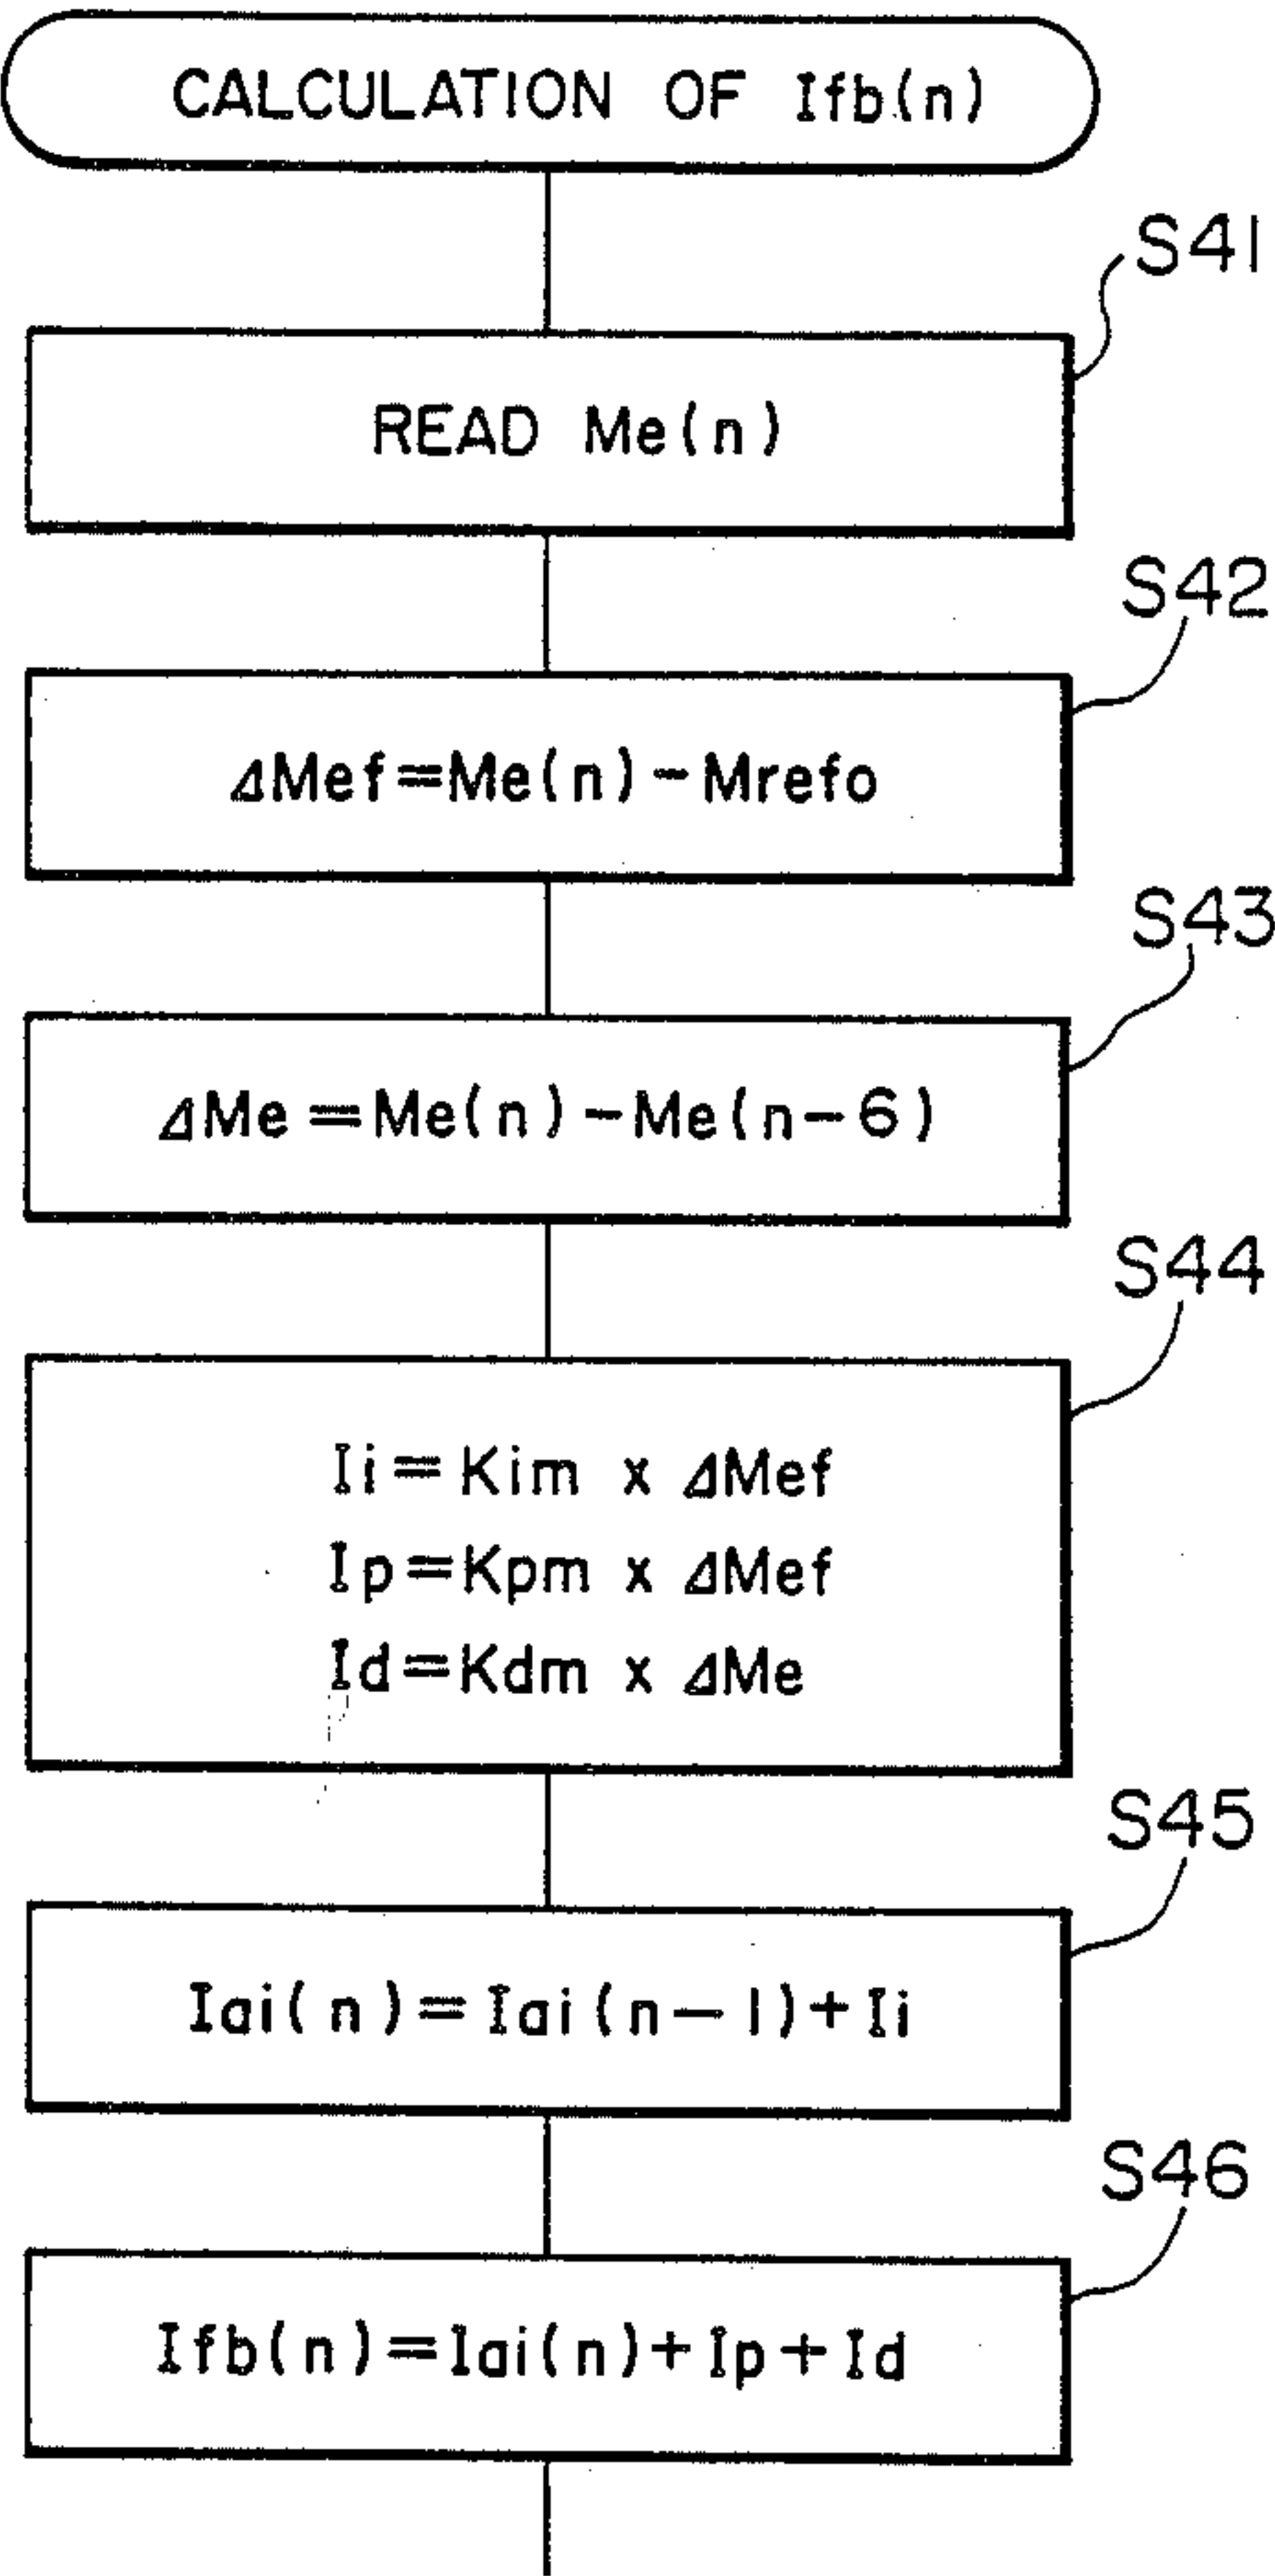 CALCULATION OF Ifb(n)
S41
READ Me(n)
S42
ΔMef=Me(n)-Mrefo
S43
ΔMe=Me(n)-Me(n-6)
S44
Ii=Kim x ΔMef
Ip=Kpm x ΔMef
Id=Kdm x ΔMe
S45
Iai(n)=Iai(n-1)+Ii
S46
Ifb(n)=Iai(n)+Ip+Id